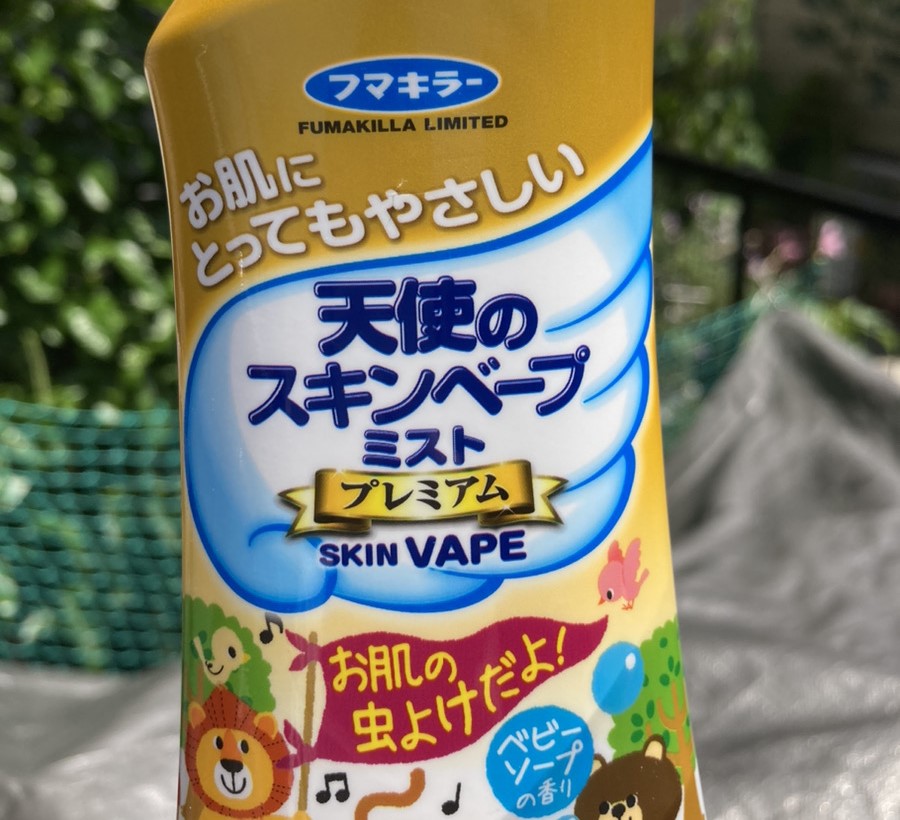 フマキラー
FUMAKILLA LIMITED
お肌に
とってもやさしい
天使の
スキンベープ
ミスト
プレミアム
SKIN VAPE
お肌の
虫よけだよ!
ベビー
ソープ
の香り